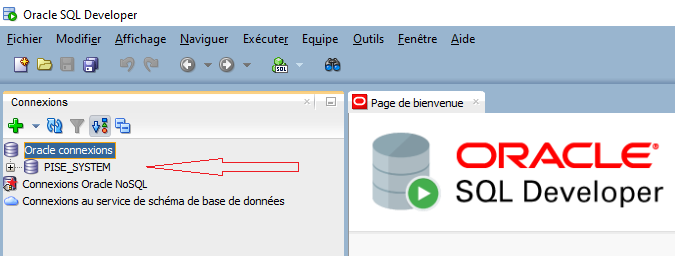 Oracle SQL Developer
Fichier Modifier Affichage Naviguer Exécuter Equipe Outils Fenêtre Aide
SQL
Connexions
Page de bienvenue
Oracle connexions
PISE_SYSTEM
Connexions Oracle NoSQL
Connexions au service de schéma de base de données
ORACLE
SQL Developer